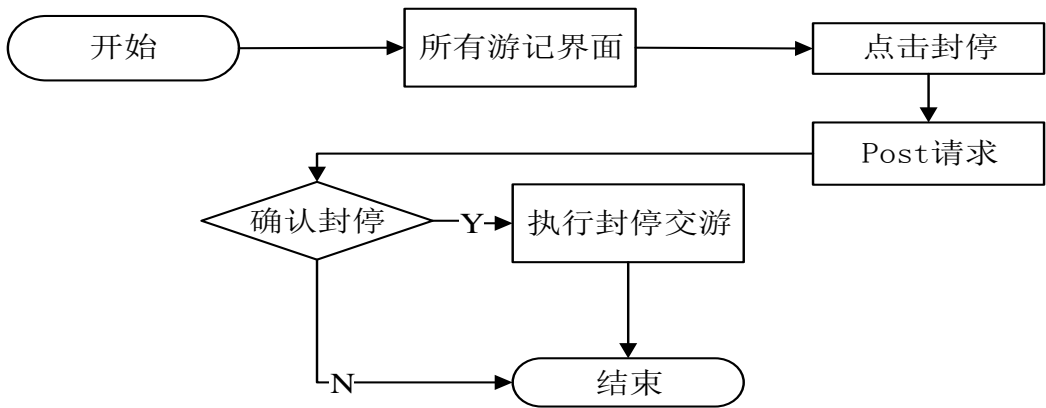 开始
所有游记界面
点击封停
Post请求
确认封停
Y
执行封停交游
N
结束